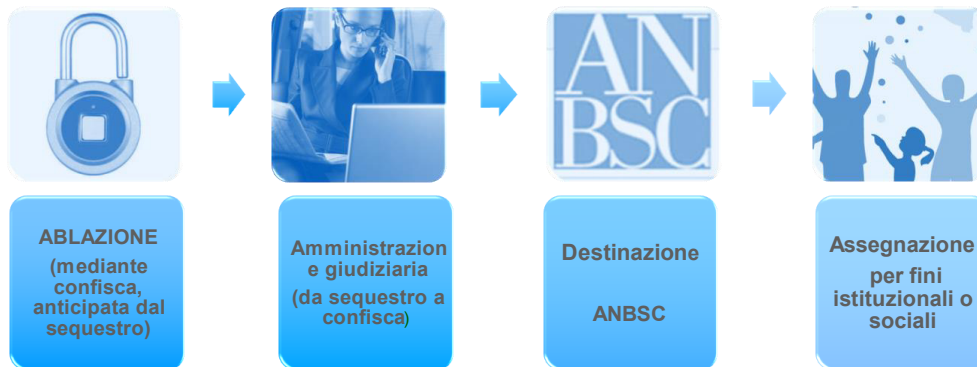 AN
BSC
ABLAZIONE
(mediante
confisca,
anticipata dal
sequestro)
Amministrazion
e giudiziaria
(da sequestro a
confisca)
Destinazione
ANBSC
Assegnazione
per fini
istituzionali o
sociali